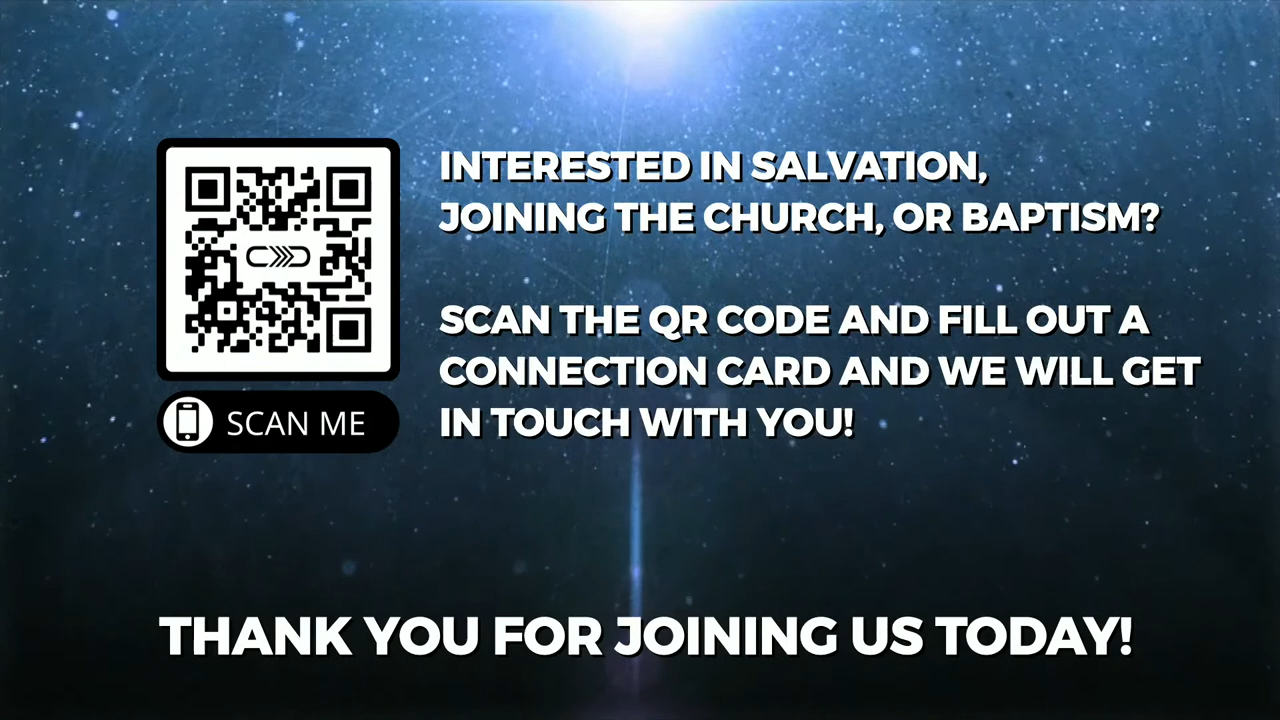 INTERESTED IN SALVATION,
JOINING THE CHURCH, OR BAPTISM?
SCAN THE QR CODE AND FILL OUT A
CONNECTION CARD AND WE WILL GET
IN TOUCH WITH YOU!
SCAN ME
THANK YOU FOR JOINING US TODAY!